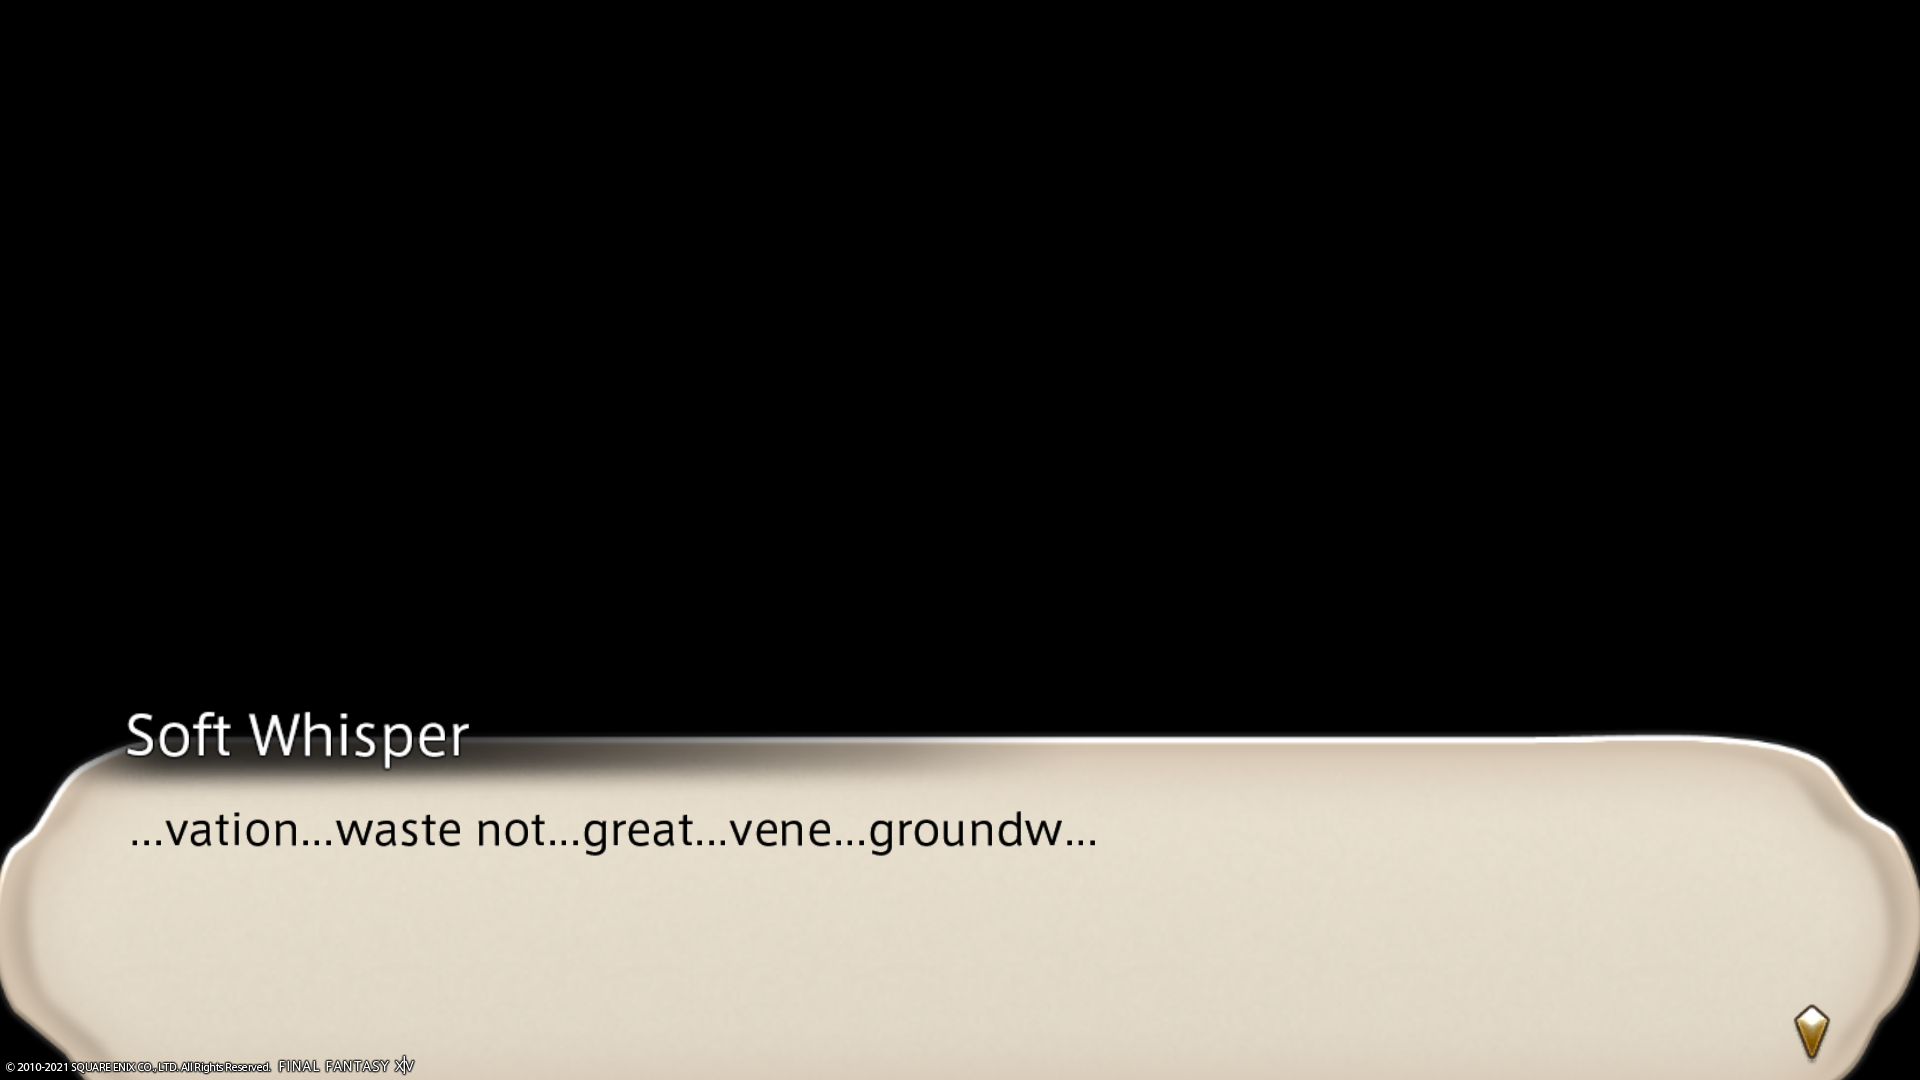 Soft Whisper
...vation...waste not...great...vene...groundw...
© 2010-2021 SQUARE ENIX CO., LTD. All Rights Reserved. FINAL FANTASY XIV